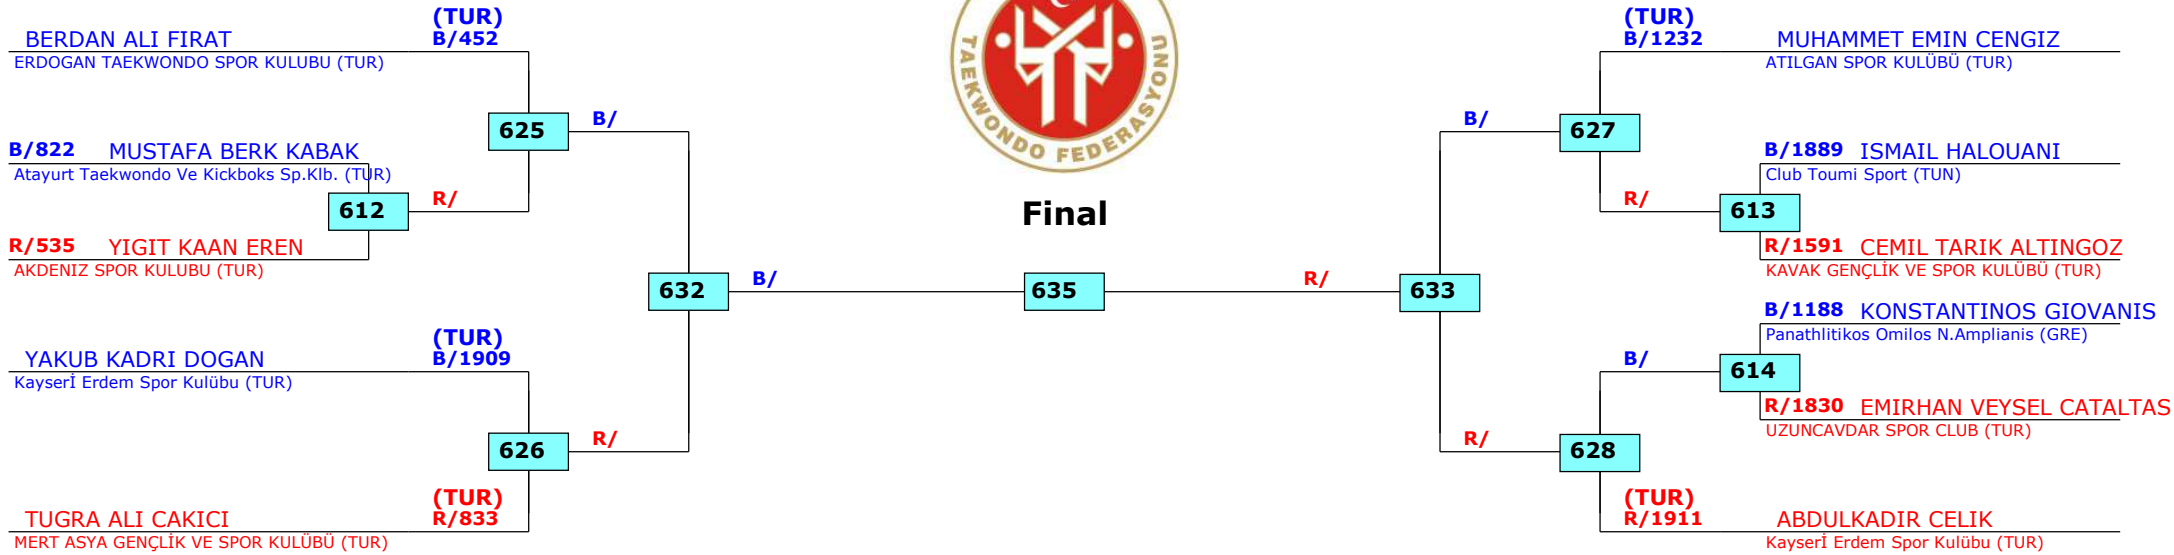 (TUR)
BERDAN ALI FIRAT B/452
ERDOGAN TAEKWONDO SPOR KULUBU (TUR)
625 B/
B/822 MUSTAFA BERK KABAK
Atayurt Taekwondo Ve Kickboks Sp.Klb. (TUR)
612 R/
R/535 YIGIT KAAN EREN
AKDENIZ SPOR KULUBU (TUR)
632 B/
(TUR)
YAKUB KADRI DOGAN B/1909
Kayserİ Erdem Spor Kulübu (TUR)
626 R/
(TUR)
TUGRA ALI CAKICI R/833
MERT ASYA GENÇLİK VE SPOR KULÜBÜ (TUR)
TAEKWONDO FEDERASYONU
Final
635
(TUR)
B/1232 MUHAMMET EMIN CENGIZ
ATILGAN SPOR KULÜBÜ (TUR)
B/ 627
B/1889 ISMAIL HALOUANI
Club Toumi Sport (TUN)
R/ 613
R/1591 CEMIL TARIK ALTINGOZ
KAVAK GENÇLİK VE SPOR KULÜBÜ (TUR)
R/ 633
B/1188 KONSTANTINOS GIOVANIS
Panathlitikos Omilos N.Amplianis (GRE)
B/ 614
R/1830 EMIRHAN VEYSEL CATALTAS
UZUNCAVDAR SPOR CLUB (TUR)
R/ 628
(TUR)
R/1911 ABDULKADIR CELIK
Kayserİ Erdem Spor Kulübu (TUR)